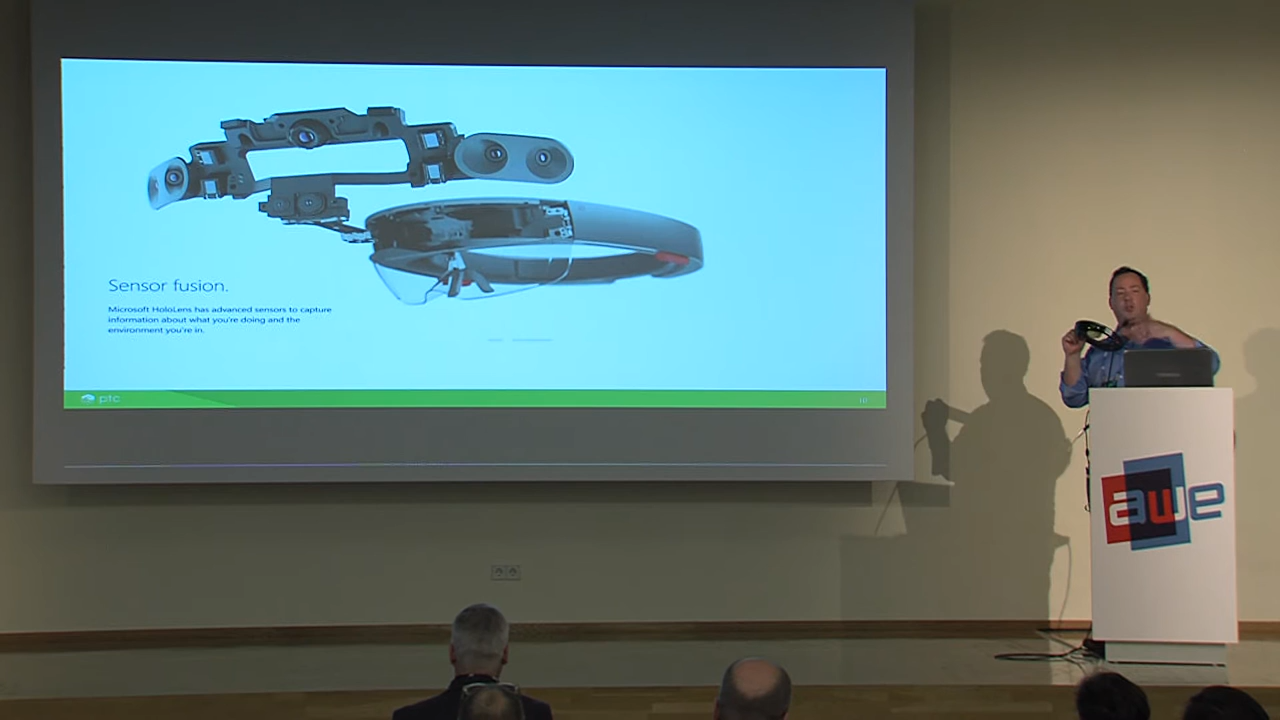 Sensor fusion.
Microsoft HoloLens has advanced sensors to capture
information about what you're doing and the
environment you're in.
ptc
10
awe